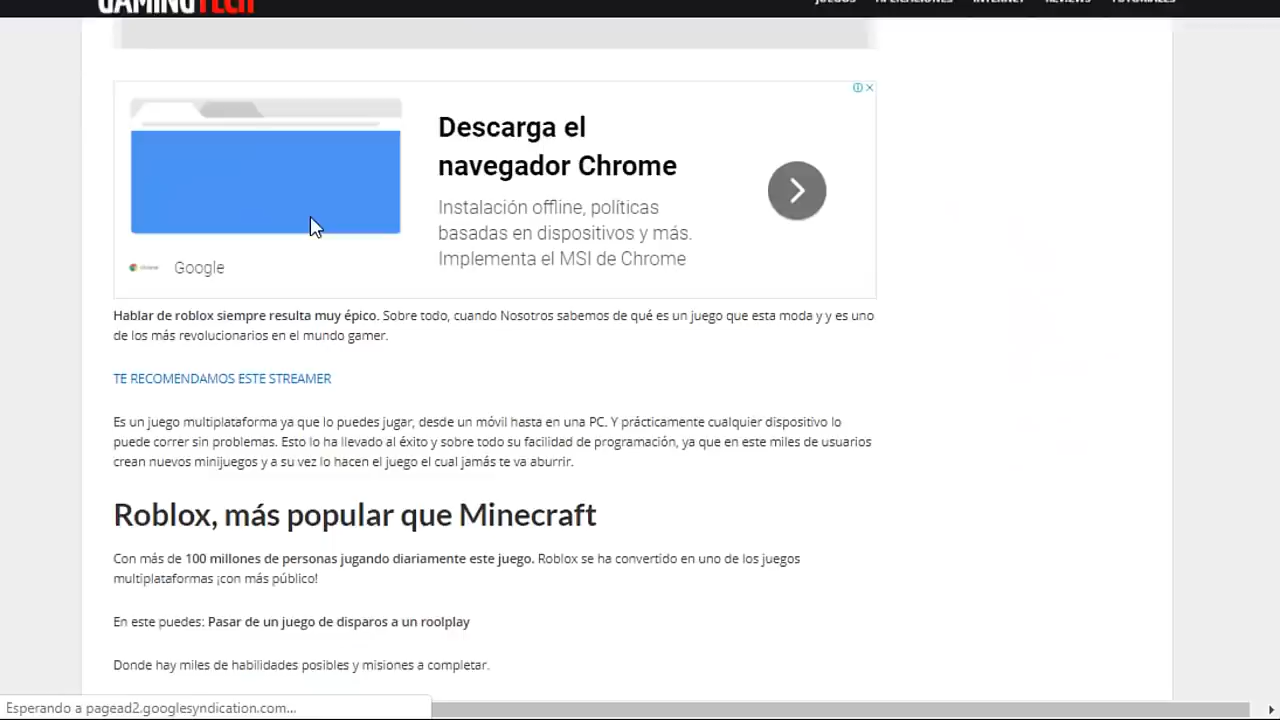 GAMINGTECH
JUEGOS APLICACIONES INTERNET REVIEWS TUTORIALES
Descarga el
navegador Chrome
Instalación offline, políticas
basadas en dispositivos y más.
Implementa el MSI de Chrome
chrome Google
Hablar de roblox siempre resulta muy épico. Sobre todo, cuando Nosotros sabemos de qué es un juego que esta moda y y es uno
de los más revolucionarios en el mundo gamer.
TE RECOMENDAMOS ESTE STREAMER
Es un juego multiplataforma ya que lo puedes jugar, desde un móvil hasta en una PC. Y prácticamente cualquier dispositivo lo
puede correr sin problemas. Esto lo ha llevado al éxito y sobre todo su facilidad de programación, ya que en este miles de usuarios
crean nuevos minijuegos y a su vez lo hacen el juego el cual jamás te va aburrir.
Roblox, más popular que Minecraft
Con más de 100 millones de personas jugando diariamente este juego. Roblox se ha convertido en uno de los juegos
multiplataformas ¡con más público!
En este puedes: Pasar de un juego de disparos a un roolplay
Donde hay miles de habilidades posibles y misiones a completar.
Esperando a pagead2.googlesyndication.com...